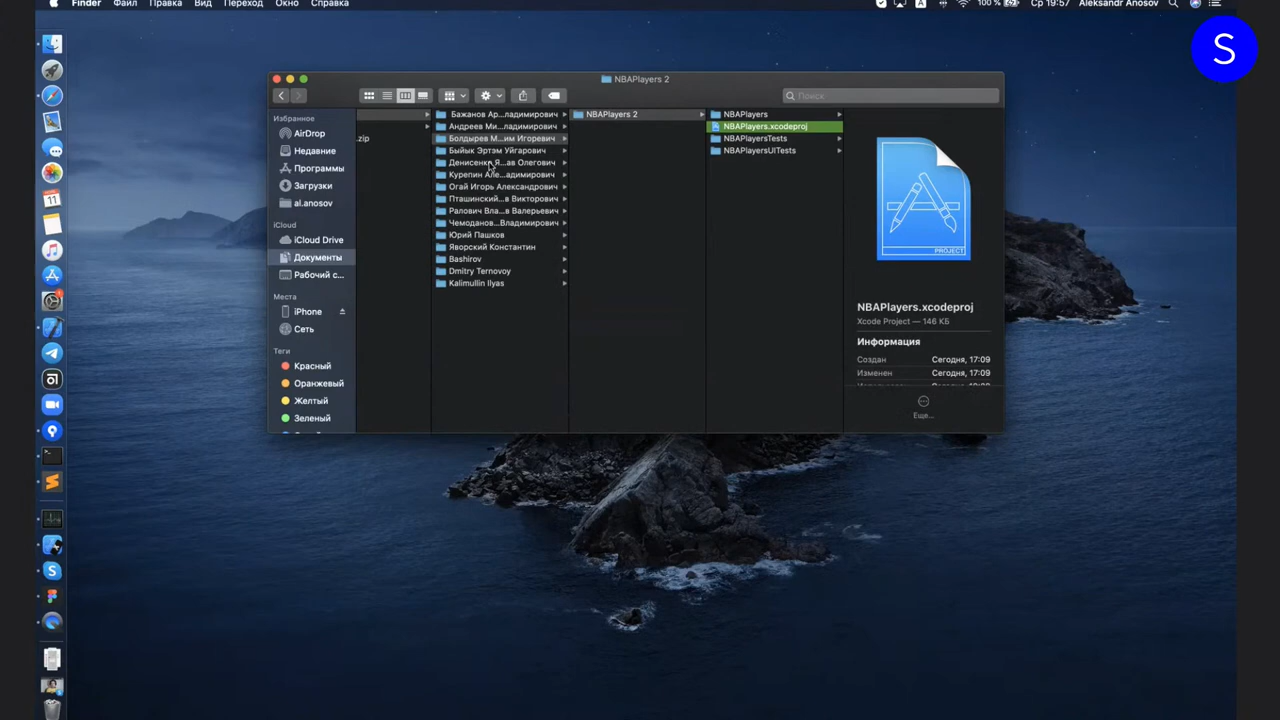 Finder Файл Правка Вид Переход Окно Справка
A 100 % Ср 19:57 Aleksandr Anosov
S
NBAPlayers 2
Поиск
Избранное
AirDrop
Недавние
Программы
Загрузки
al.anosov
iCloud
iCloud Drive
Документы
Рабочий с...
Места
iPhone
Сеть
Теги
Красный
Оранжевый
Желтый
Зеленый
.zip
Бажанов Ар...ладимирович
Андреев Ми...ладимирович
Болдырев М...им Игоревич
Быйык Эртэм Уйгарович
Денисенко Я...ав Олегович
Курепин Але...адимирович
Огай Игорь Александрович
Пташинский...в Викторович
Ралович Вла...в Валерьевич
Чемоданов...Владимирович
Юрий Пашков
Яворский Константин
Bashirov
Dmitry Ternovoy
Kalimullin Ilyas
NBAPlayers 2
NBAPlayers
NBAPlayers.xcodeproj
NBAPlayersTests
NBAPlayersUITests
PROJECT
NBAPlayers.xcodeproj
Xcode Project — 146 КБ
Информация
Создан Сегодня, 17:09
Изменен Сегодня, 17:09
Еще...